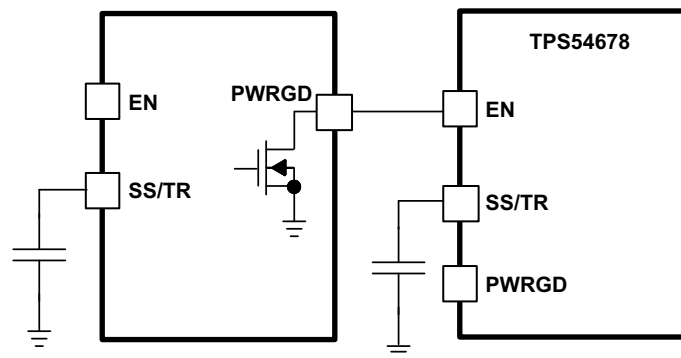 TPS54678
PWRGD
EN
EN
SS/TR
SS/TR
PWRGD